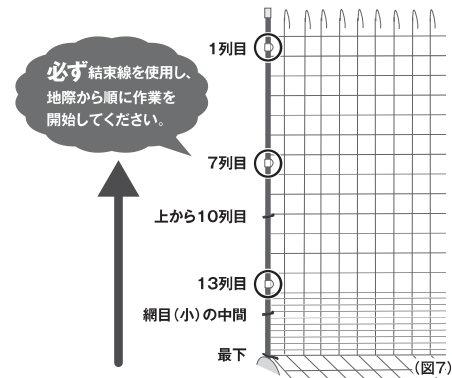 1列目
必ず結束線を使用し、
地際から順に作業を
開始してください。
7列目
上から10列目
13列目
網目（小）の中間
最下
（図7）